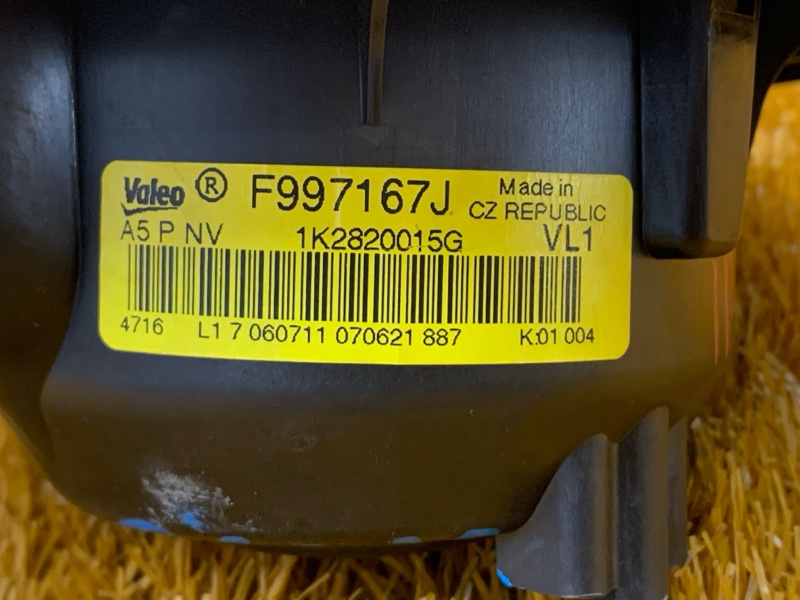 Valeo ® F997167J Made in
CZ REPUBLIC
A5 P NV 1K2820015G VL1
4716 L1 7 060711 070621 887 K:01 004